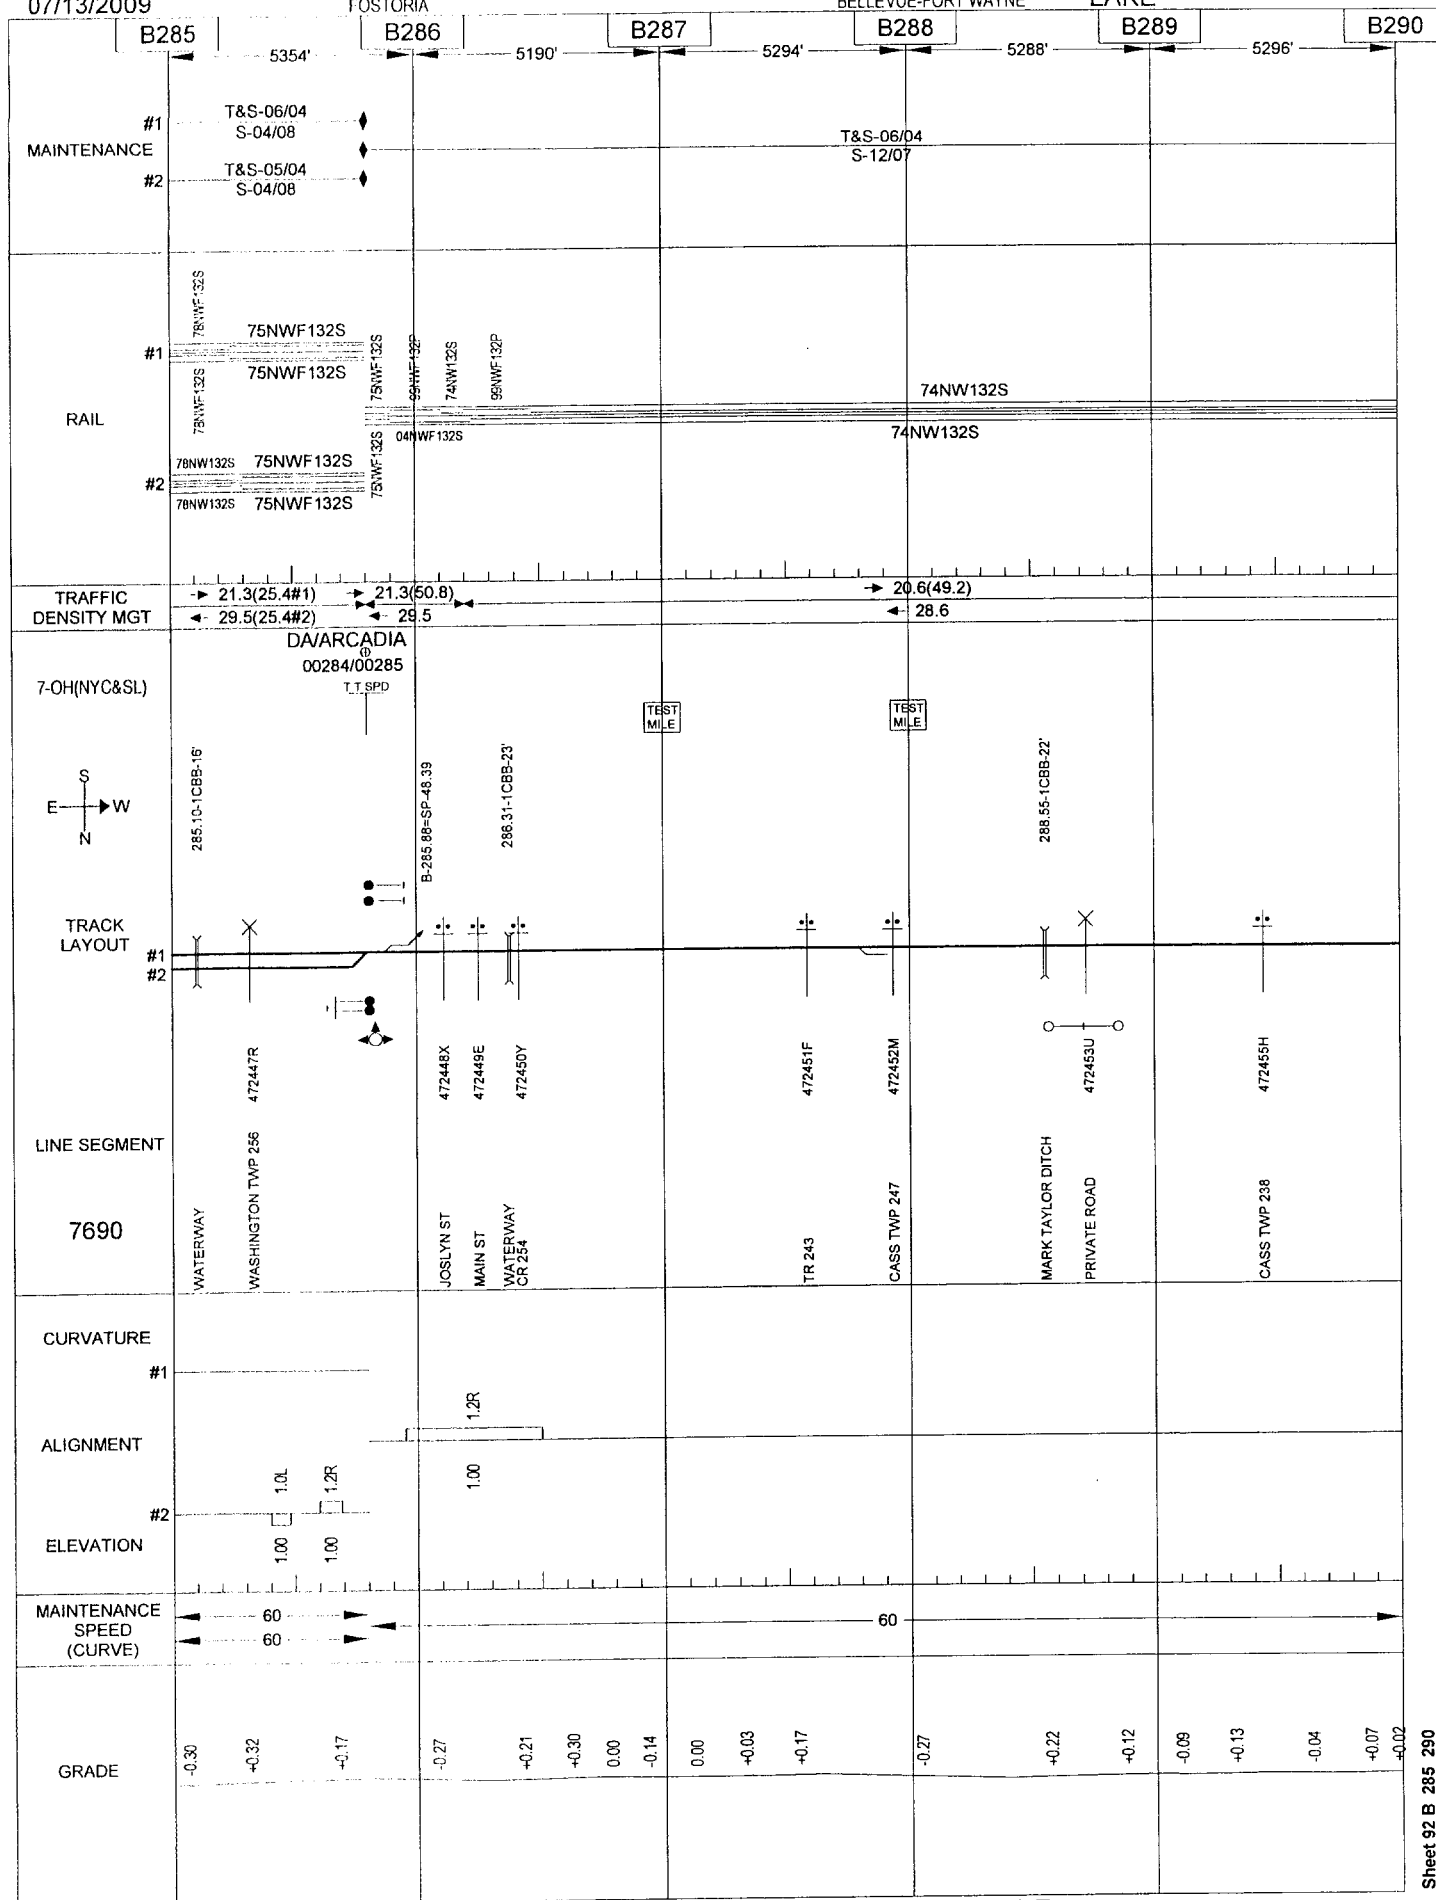 07/13/2009 FOSTORIA BELLEVUE-FORT WAYNE LAKE
B285 B286 B287 B288 B289 B290
5354' 5190' 5294' 5288' 5296'
MAINTENANCE
#1
T&S-06/04
S-04/08
#2
T&S-05/04
S-04/08
T&S-06/04
S-12/07
RAIL
#1
78NWF132S
75NWF132S
78NWF132S
75NWF132S
75NWF132S
99NWF132P
74NW132S
99NWF132P
74NW132S
04NWF132S
74NW132S
75NWF132S
#2
78NW132S 75NWF132S
78NW132S 75NWF132S
TRAFFIC
DENSITY MGT
21.3(25.4#1) 21.3(50.8) 20.6(49.2)
29.5(25.4#2) 29.5 28.6
DA/ARCADIA
00284/00285
T.T.SPD
7-OH(NYC&SL)
TEST
MILE
TEST
MILE
S
E W
N
285.10-1CBB-16'
B-285.88=SP-48.39
286.31-1CBB-23'
288.55-1CBB-22'
TRACK
LAYOUT
#1
#2
472447R
472448X
472449E
472450Y
472451F
472452M
472453U
472455H
LINE SEGMENT
7690
WATERWAY
WASHINGTON TWP 256
JOSLYN ST
MAIN ST
WATERWAY
CR 254
TR 243
CASS TWP 247
MARK TAYLOR DITCH
PRIVATE ROAD
CASS TWP 238
CURVATURE
#1
1.2R
ALIGNMENT
1.00
1.0L
1.2R
#2
ELEVATION
1.00
1.00
MAINTENANCE
SPEED
(CURVE)
60
60
60
GRADE
-0.30
+0.32
+0.17
-0.27
+0.21
+0.30
0.00
-0.14
0.00
+0.03
+0.17
-0.27
+0.22
+0.12
-0.09
+0.13
-0.04
+0.07
+0.02
Sheet 92 B 285 290